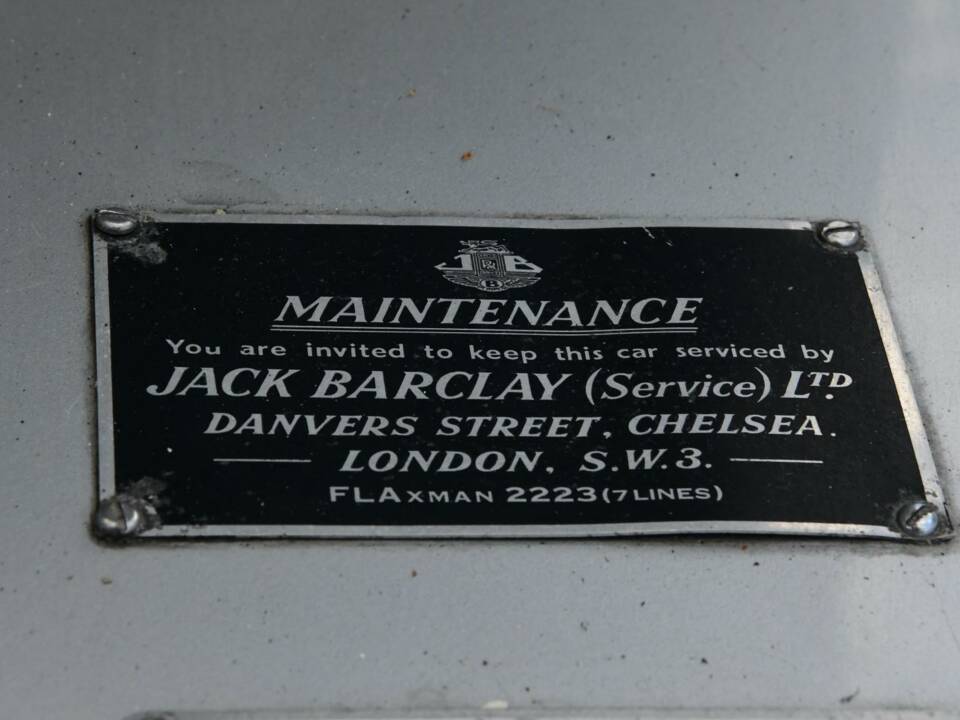 JB
B
MAINTENANCE
You are invited to keep this car serviced by
JACK BARCLAY (Service) LTD.
DANVERS STREET, CHELSEA.
LONDON, S.W.3.
FLAXMAN 2223 (7 LINES)